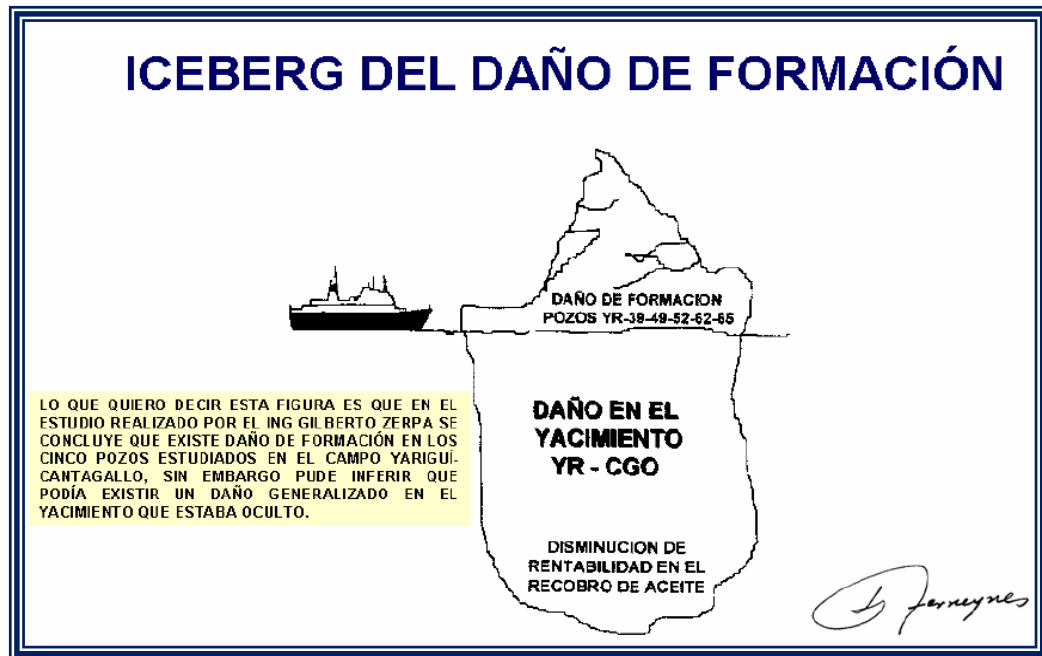 ICEBERG DEL DAÑO DE FORMACIÓN
DAÑO DE FORMACION
POZOS YR-39-49-52-62-65
LO QUE QUIERO DECIR ESTA FIGURA ES QUE EN EL
ESTUDIO REALIZADO POR EL ING GILBERTO ZERPA SE
CONCLUYE QUE EXISTE DAÑO DE FORMACIÓN EN LOS
CINCO POZOS ESTUDIADOS EN EL CAMPO YARIGUÍ-
CANTAGALLO, SIN EMBARGO PUDE INFERIR QUE
PODÍA EXISTIR UN DAÑO GENERALIZADO EN EL
YACIMIENTO QUE ESTABA OCULTO.
DAÑO EN EL
YACIMIENTO
YR - CGO
DISMINUCION DE
RENTABILIDAD EN EL
RECOBRO DE ACEITE